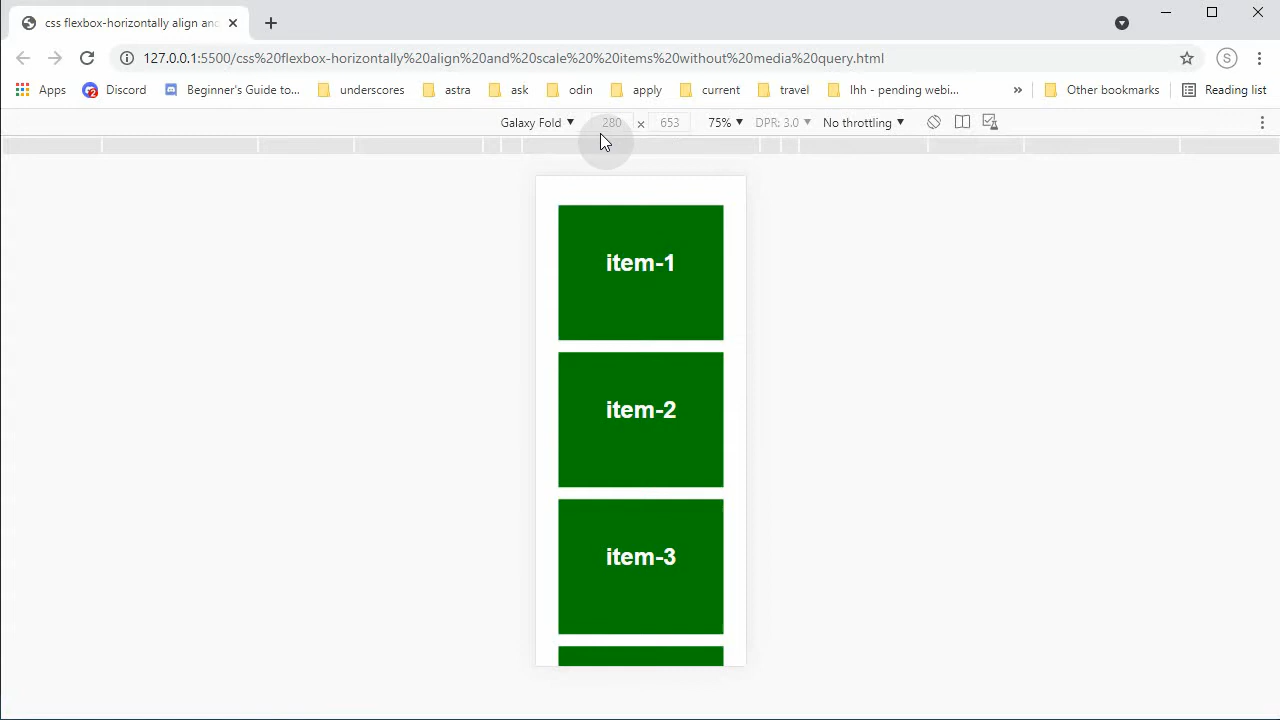 css flexbox-horizontally align and
127.0.0.1:5500/css%20flexbox-horizontally%20align%20and%20scale%20%20items%20without%20media%20query.html
S
Apps 2 Discord Beginner's Guide to... underscores astra ask odin apply current travel lhh - pending webi... » Other bookmarks Reading list
Galaxy Fold 280 × 653 75% DPR: 3.0 No throttling
item-1
item-2
item-3